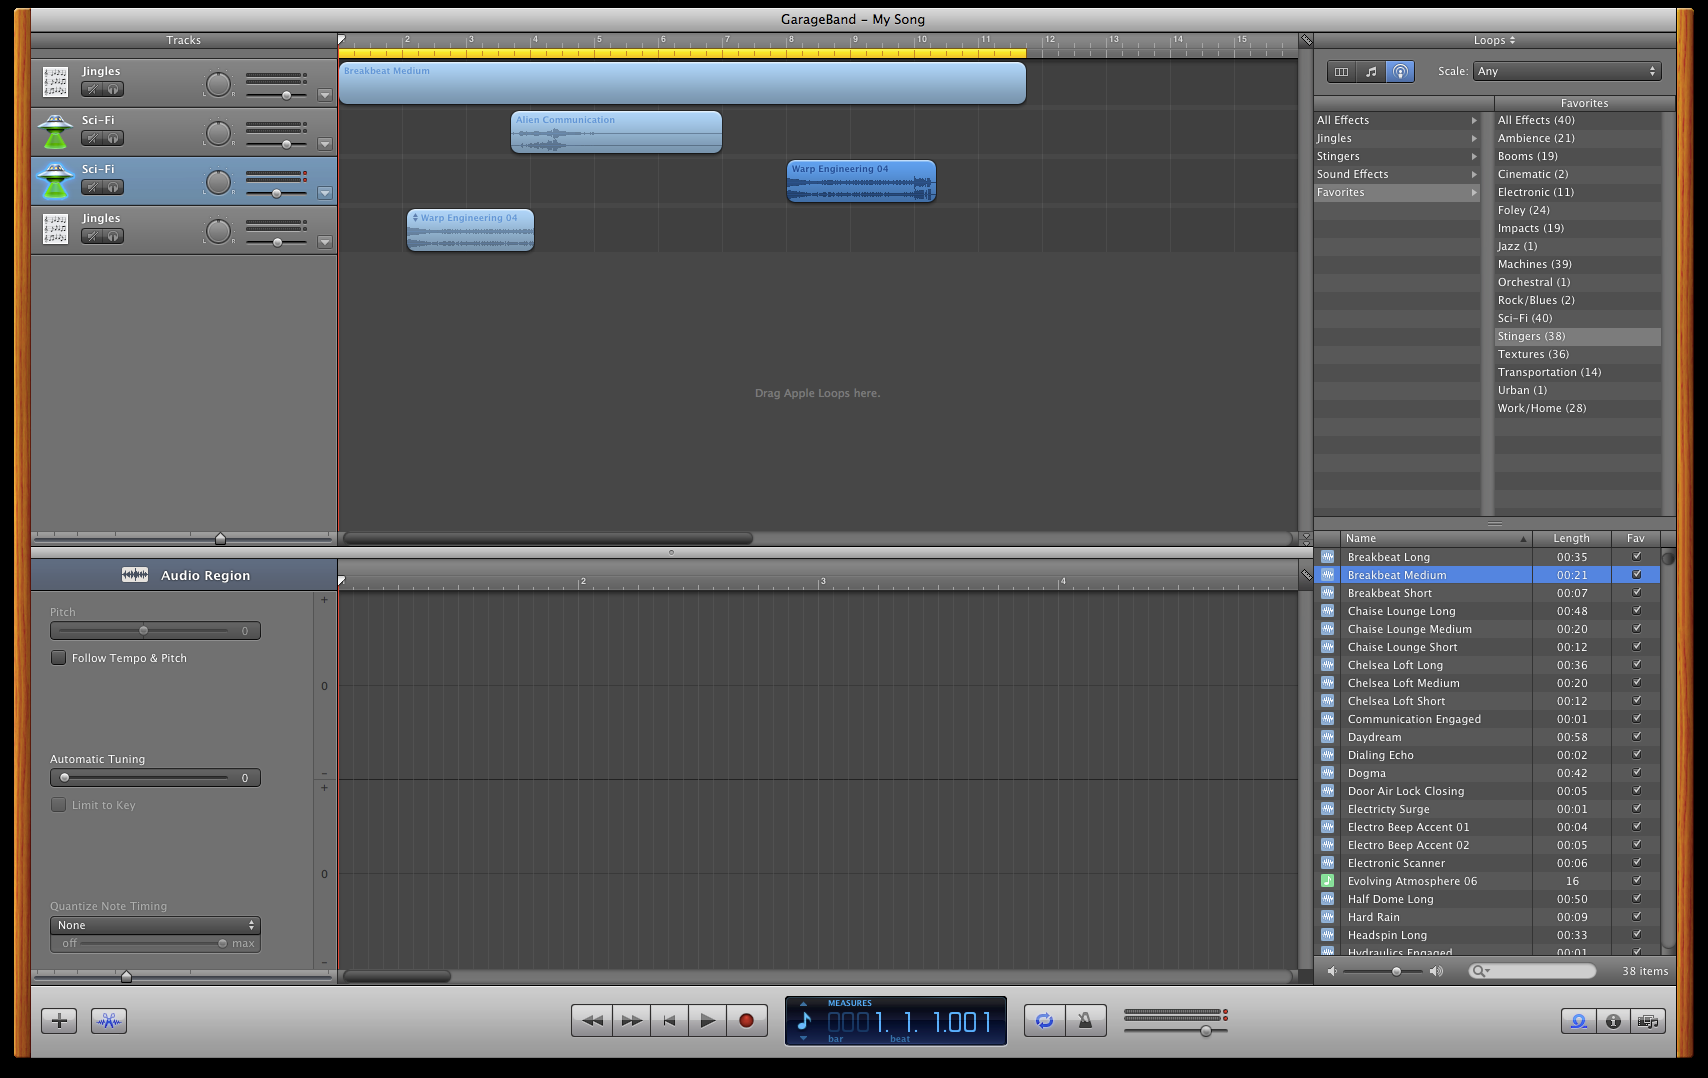 GarageBand – My Song
Tracks
2 3 4 5 6 7 8 9 10 11 12 13 14 15
Loops
Jingles
L R
Breakbeat Medium
Scale: Any
Favorites
Sci-Fi
Alien Communication
Sci-Fi
Warp Engineering 04
Jingles
L R
Warp Engineering 04
All Effects
Jingles
Stingers
Sound Effects
Favorites
All Effects (40)
Ambience (21)
Booms (19)
Cinematic (2)
Electronic (11)
Foley (24)
Impacts (19)
Jazz (1)
Machines (39)
Orchestral (1)
Rock/Blues (2)
Sci-Fi (40)
Stingers (38)
Textures (36)
Transportation (14)
Urban (1)
Work/Home (28)
Drag Apple Loops here.
Audio Region
2 3 4
Pitch
0
Follow Tempo & Pitch
Automatic Tuning
0
Limit to Key
Quantize Note Timing
None
off max
+
0
–
+
0
–
Name Length Fav
Breakbeat Long 00:35
Breakbeat Medium 00:21
Breakbeat Short 00:07
Chaise Lounge Long 00:48
Chaise Lounge Medium 00:20
Chaise Lounge Short 00:12
Chelsea Loft Long 00:36
Chelsea Loft Medium 00:20
Chelsea Loft Short 00:12
Communication Engaged 00:01
Daydream 00:58
Dialing Echo 00:02
Dogma 00:42
Door Air Lock Closing 00:05
Electricty Surge 00:01
Electro Beep Accent 01 00:04
Electro Beep Accent 02 00:05
Electronic Scanner 00:06
Evolving Atmosphere 06 16
Half Dome Long 00:50
Hard Rain 00:09
Headspin Long 00:33
Hydraulics Engaged 00:01
38 items
MEASURES
0001. 1. 1.001
bar beat